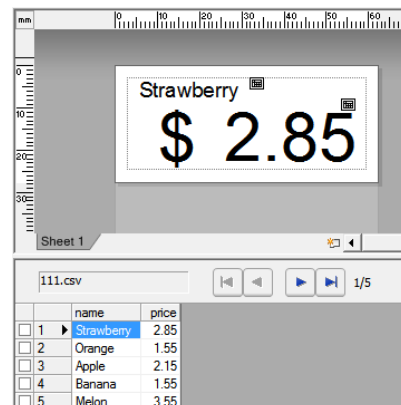 mm
0 10 20 30 40 50 60
0
10
20
30
Strawberry
$ 2.85
Sheet 1
111.csv
1/5
name price
1 Strawberry 2.85
2 Orange 1.55
3 Apple 2.15
4 Banana 1.55
5 Melon 3.55